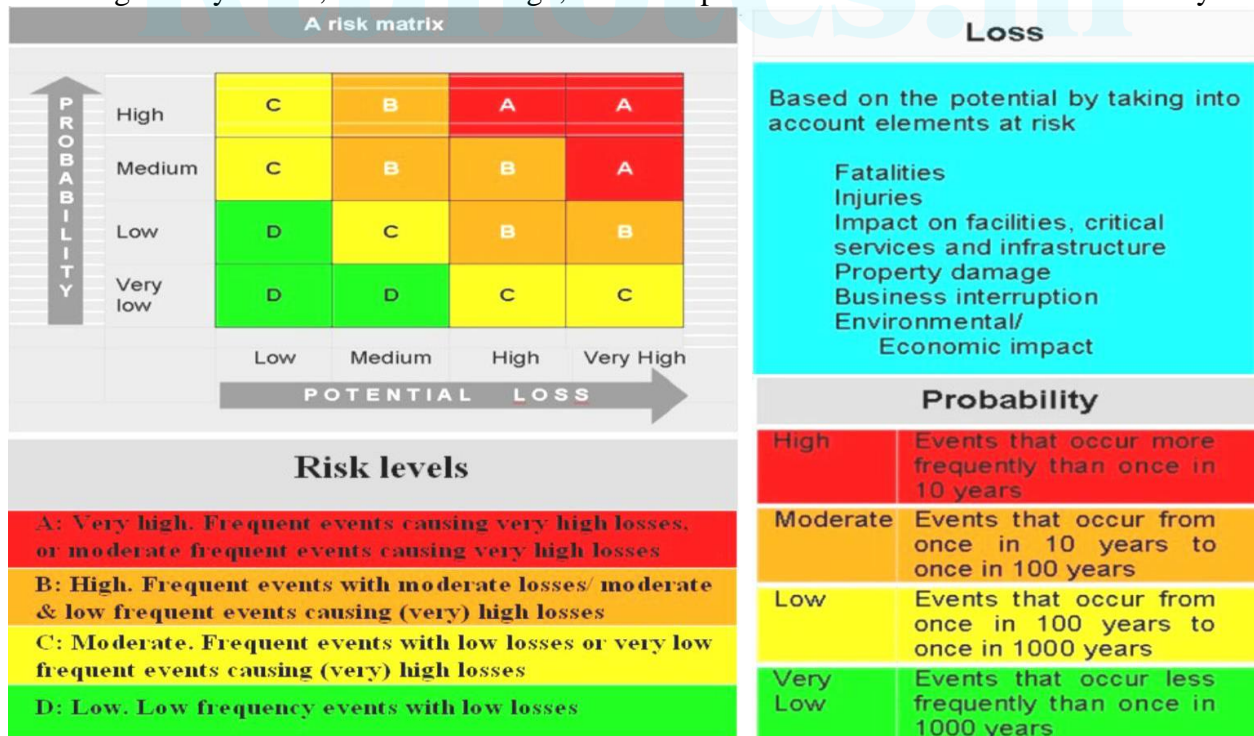 A risk matrix
PROBABILITY
High C B A A
Medium C B B A
Low D C B B
Very
low D D C C
Low Medium High Very High
POTENTIAL LOSS
Risk levels
A: Very high. Frequent events causing very high losses,
or moderate frequent events causing very high losses
B: High. Frequent events with moderate losses/ moderate
& low frequent events causing (very) high losses
C: Moderate. Frequent events with low losses or very low
frequent events causing (very) high losses
D: Low. Low frequency events with low losses
Loss
Based on the potential by taking into
account elements at risk
Fatalities
Injuries
Impact on facilities, critical
services and infrastructure
Property damage
Business interruption
Environmental/
Economic impact
Probability
High Events that occur more
frequently than once in
10 years
Moderate Events that occur from
once in 10 years to
once in 100 years
Low Events that occur from
once in 100 years to
once in 1000 years
Very Events that occur less
Low frequently than once in
1000 years